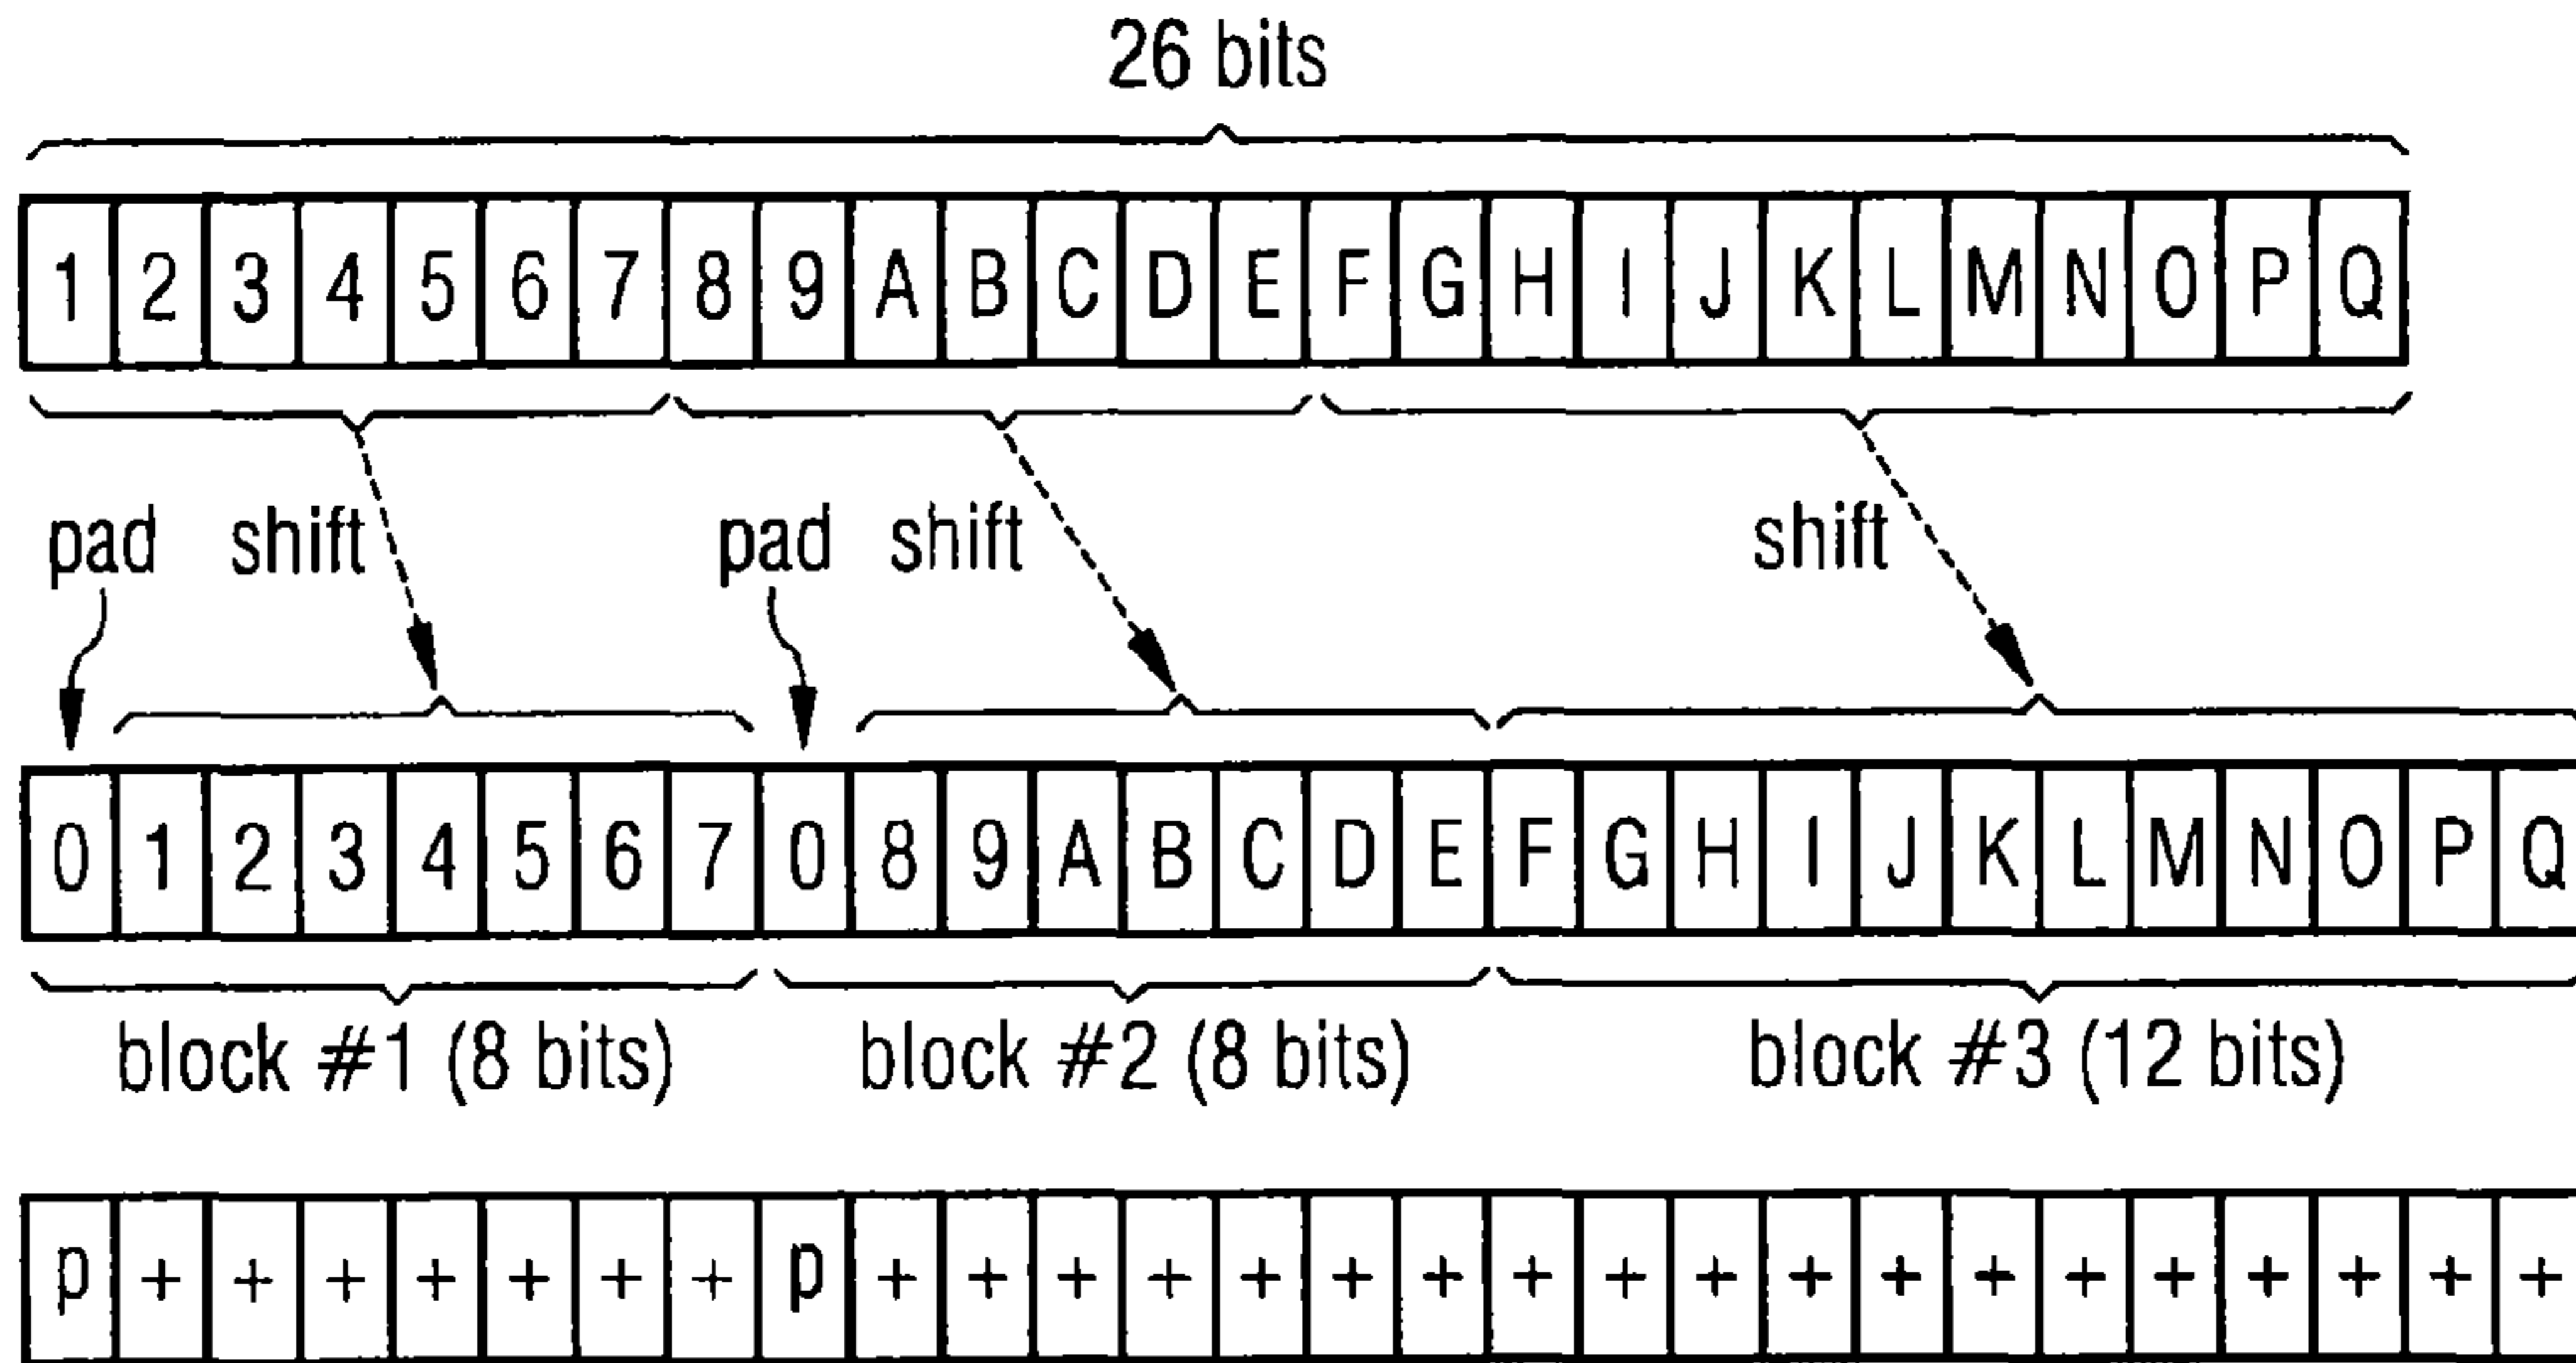 26 bits
1 2 3 4 5 6 7 8 9 A B C D E F G H I J K L M N O P Q
pad shift pad shift shift
0 1 2 3 4 5 6 7 0 8 9 A B C D E F G H I J K L M N O P Q
block #1 (8 bits) block #2 (8 bits) block #3 (12 bits)
p + + + + + + + p + + + + + + + + + + + + + + + + + + +